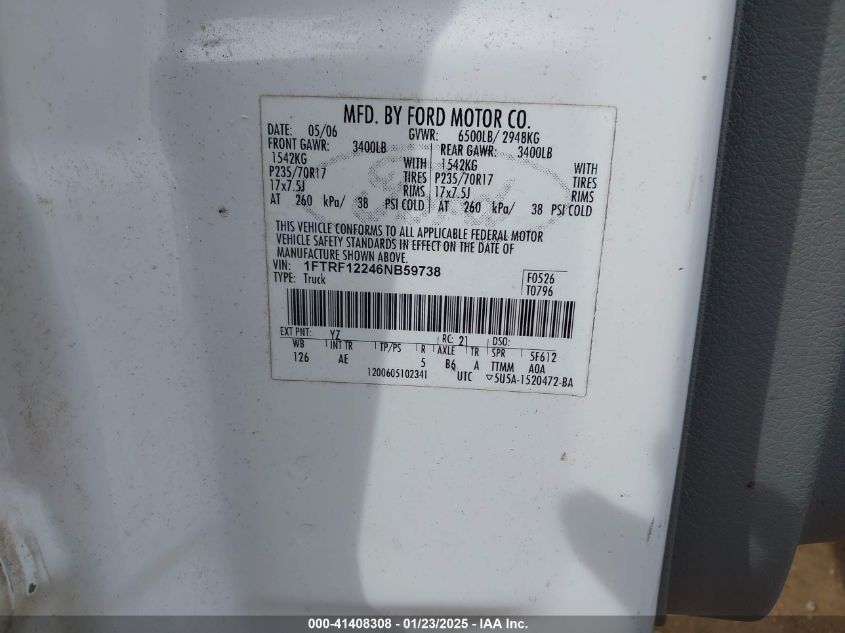 MFD. BY FORD MOTOR CO.
DATE: 05/06 GVWR: 6500LB/ 2948KG
FRONT GAWR: 3400LB REAR GAWR: 3400LB
1542KG WITH 1542KG WITH
P235/70R17 TIRES P235/70R17 TIRES
17x7.5J RIMS 17x7.5J RIMS
AT 260 kPa/ 38 PSI COLD AT 260 kPa/ 38 PSI COLD
THIS VEHICLE CONFORMS TO ALL APPLICABLE FEDERAL MOTOR
VEHICLE SAFETY STANDARDS IN EFFECT ON THE DATE OF
MANUFACTURE SHOWN ABOVE.
VIN: 1FTRF12246NB59738 F0526
TYPE: Truck T0796
EXT PNT: YZ RC: 21 DSO:
WB INT TR TP/PS R AXLE TR SPR 5F612
126 AE 5 B6 A TTMM A0A
1200605102341 UTC ▽5U5A-1520472-BA
000-41408308 / 01/23/2025 - IAA Inc.